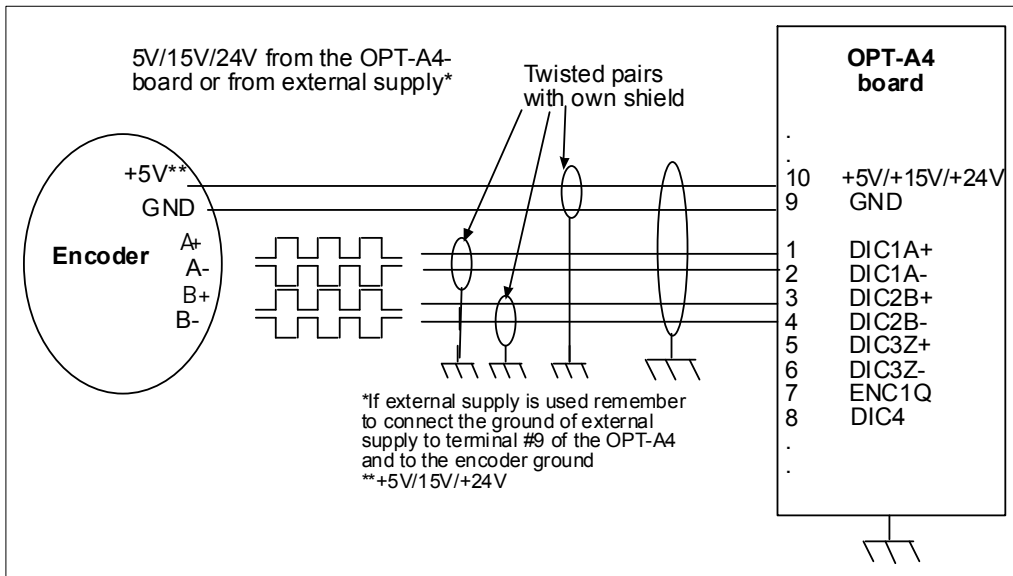 5V/15V/24V from the OPT-A4-
board or from external supply*
Twisted pairs
with own shield
OPT-A4
board
.
.
+5V**
GND
Encoder
A+
A-
B+
B-
10 +5V/+15V/+24V
9 GND
1 DIC1A+
2 DIC1A-
3 DIC2B+
4 DIC2B-
5 DIC3Z+
6 DIC3Z-
7 ENC1Q
8 DIC4
.
.
*If external supply is used remember
to connect the ground of external
supply to terminal #9 of the OPT-A4
and to the encoder ground
**+5V/15V/+24V